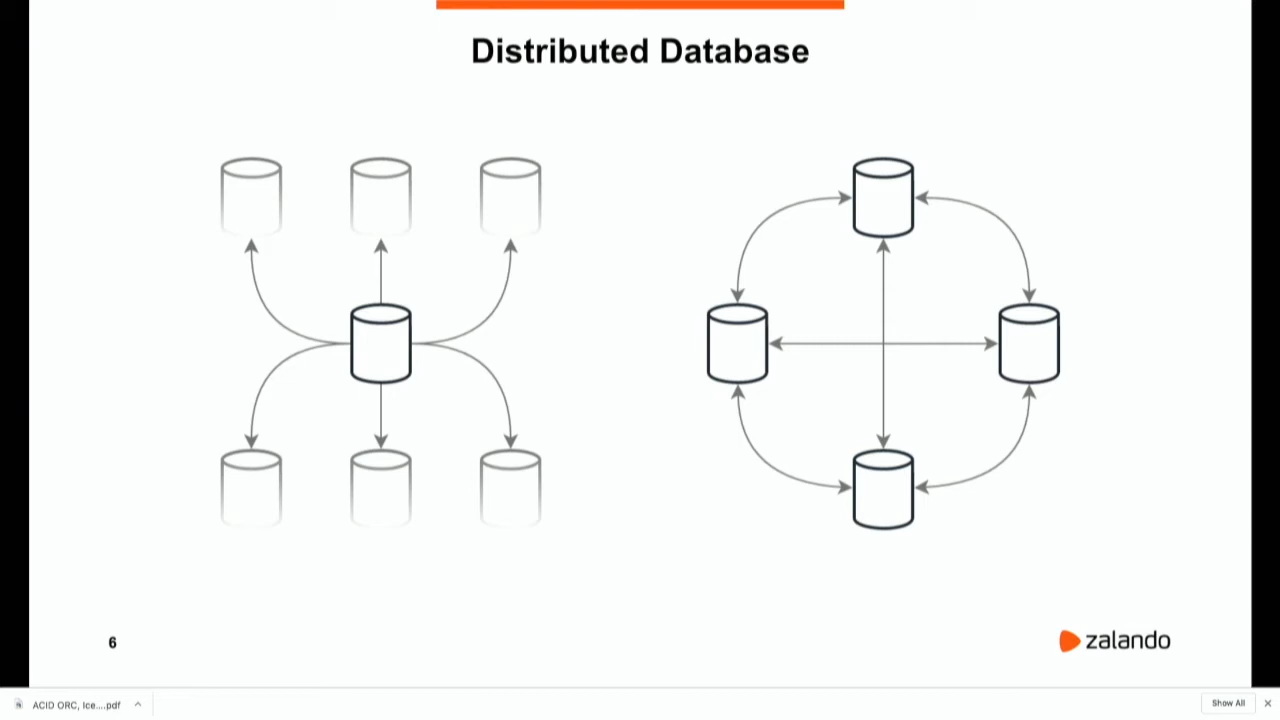 Distributed Database
6
zalando
ACID ORC, Ice....pdf
Show All